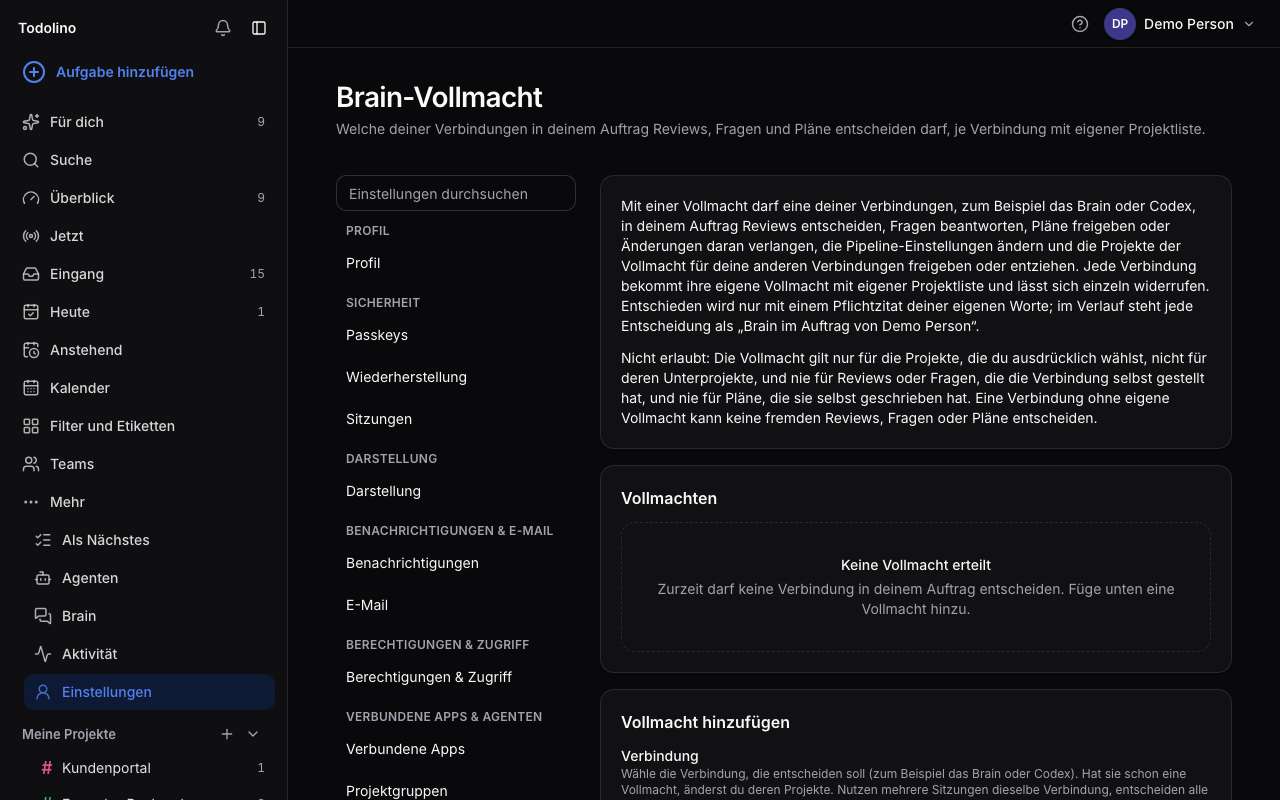 Todolino
Aufgabe hinzufügen
Für dich 9
Suche
Überblick 9
Jetzt
Eingang 15
Heute 1
Anstehend
Kalender
Filter und Etiketten
Teams
Mehr
Als Nächstes
Agenten
Brain
Aktivität
Einstellungen
Meine Projekte
# Kundenportal 1
DP Demo Person
Brain-Vollmacht
Welche deiner Verbindungen in deinem Auftrag Reviews, Fragen und Pläne entscheiden darf, je Verbindung mit eigener Projektliste.
Einstellungen durchsuchen
PROFIL
Profil
SICHERHEIT
Passkeys
Wiederherstellung
Sitzungen
DARSTELLUNG
Darstellung
BENACHRICHTIGUNGEN & E-MAIL
Benachrichtigungen
E-Mail
BERECHTIGUNGEN & ZUGRIFF
Berechtigungen & Zugriff
VERBUNDENE APPS & AGENTEN
Verbundene Apps
Projektgruppen
Mit einer Vollmacht darf eine deiner Verbindungen, zum Beispiel das Brain oder Codex,
in deinem Auftrag Reviews entscheiden, Fragen beantworten, Pläne freigeben oder
Änderungen daran verlangen, die Pipeline-Einstellungen ändern und die Projekte der
Vollmacht für deine anderen Verbindungen freigeben oder entziehen. Jede Verbindung
bekommt ihre eigene Vollmacht mit eigener Projektliste und lässt sich einzeln widerrufen.
Entschieden wird nur mit einem Pflichtzitat deiner eigenen Worte; im Verlauf steht jede
Entscheidung als „Brain im Auftrag von Demo Person“.
Nicht erlaubt: Die Vollmacht gilt nur für die Projekte, die du ausdrücklich wählst, nicht für
deren Unterprojekte, und nie für Reviews oder Fragen, die die Verbindung selbst gestellt
hat, und nie für Pläne, die sie selbst geschrieben hat. Eine Verbindung ohne eigene
Vollmacht kann keine fremden Reviews, Fragen oder Pläne entscheiden.
Vollmachten
Keine Vollmacht erteilt
Zurzeit darf keine Verbindung in deinem Auftrag entscheiden. Füge unten eine
Vollmacht hinzu.
Vollmacht hinzufügen
Verbindung
Wähle die Verbindung, die entscheiden soll (zum Beispiel das Brain oder Codex). Hat sie schon eine
Vollmacht, änderst du deren Projekte. Nutzen mehrere Sitzungen dieselbe Verbindung, entscheiden alle